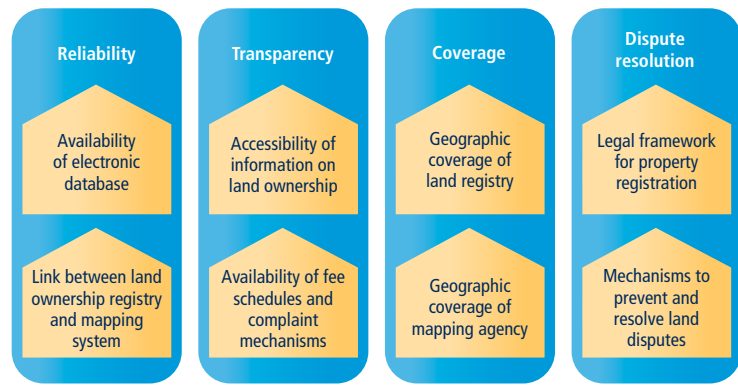 Reliability
Availability
of electronic
database
Link between land
ownership registry
and mapping
system
Transparency
Accessibility of
information on
land ownership
Availability of fee
schedules and
complaint
mechanisms
Coverage
Geographic
coverage of
land registry
Geographic
coverage of
mapping agency
Dispute
resolution
Legal framework
for property
registration
Mechanisms to
prevent and
resolve land
disputes